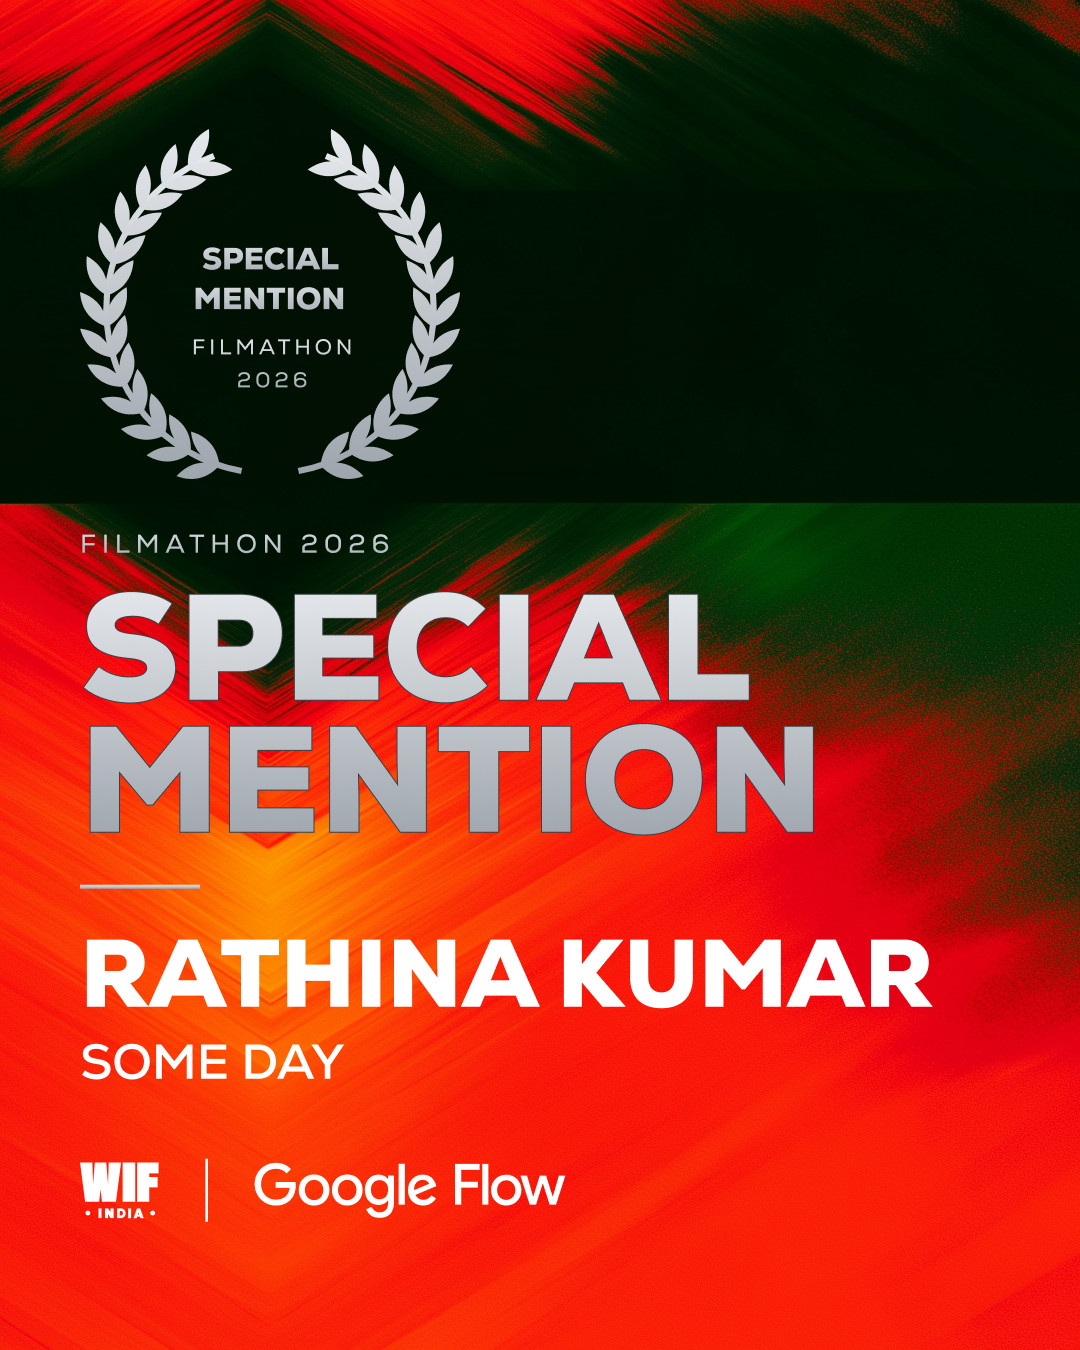 SPECIAL
MENTION
FILMATHON
2026
FILMATHON 2026
SPECIAL
MENTION
RATHINA KUMAR
SOME DAY
WIF
• INDIA •
Google Flow